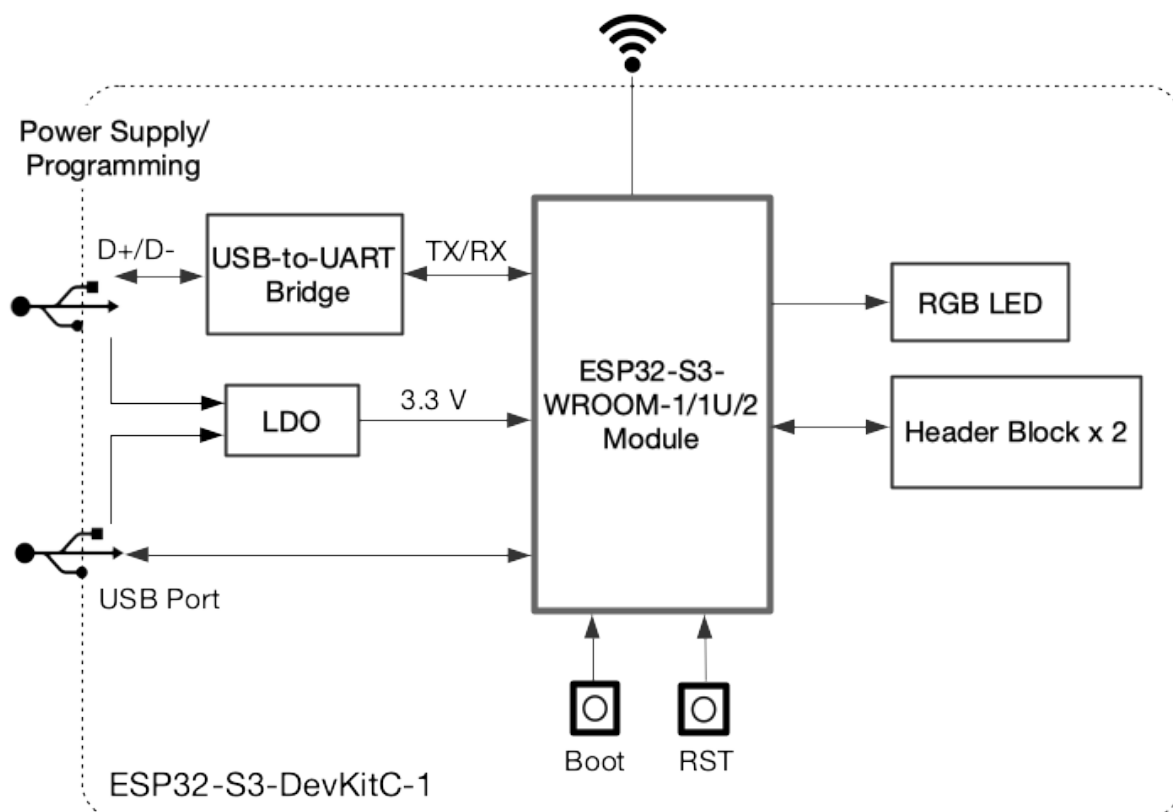 Power Supply/
Programming
D+/D-
USB-to-UART
Bridge
TX/RX
RGB LED
ESP32-S3-
WROOM-1/1U/2
Module
LDO
3.3 V
Header Block x 2
USB Port
Boot
RST
ESP32-S3-DevKitC-1